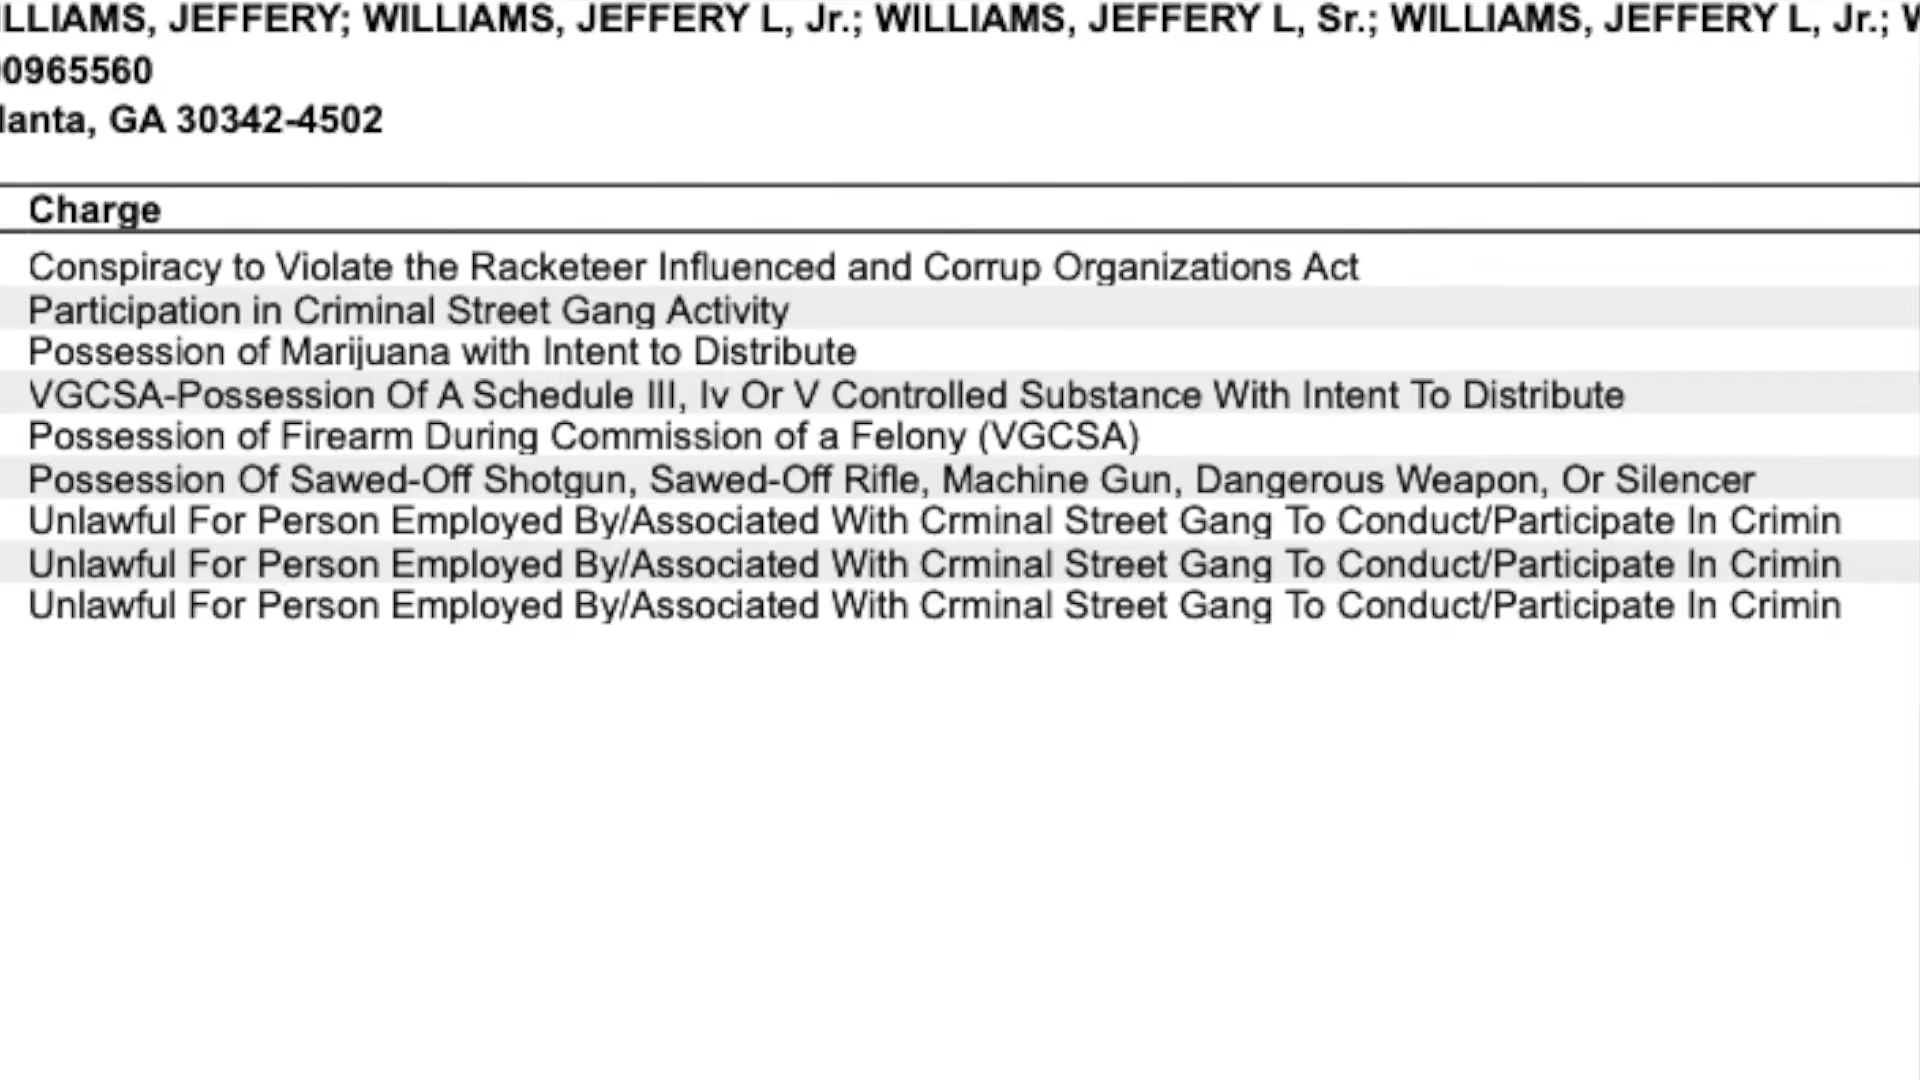 LLIAMS, JEFFERY; WILLIAMS, JEFFERY L, Jr.; WILLIAMS, JEFFERY L, Sr.; WILLIAMS, JEFFERY L, Jr.; W
0965560
lanta, GA 30342-4502
Charge
Conspiracy to Violate the Racketeer Influenced and Corrup Organizations Act
Participation in Criminal Street Gang Activity
Possession of Marijuana with Intent to Distribute
VGCSA-Possession Of A Schedule III, Iv Or V Controlled Substance With Intent To Distribute
Possession of Firearm During Commission of a Felony (VGCSA)
Possession Of Sawed-Off Shotgun, Sawed-Off Rifle, Machine Gun, Dangerous Weapon, Or Silencer
Unlawful For Person Employed By/Associated With Crminal Street Gang To Conduct/Participate In Crimin
Unlawful For Person Employed By/Associated With Crminal Street Gang To Conduct/Participate In Crimin
Unlawful For Person Employed By/Associated With Crminal Street Gang To Conduct/Participate In Crimin